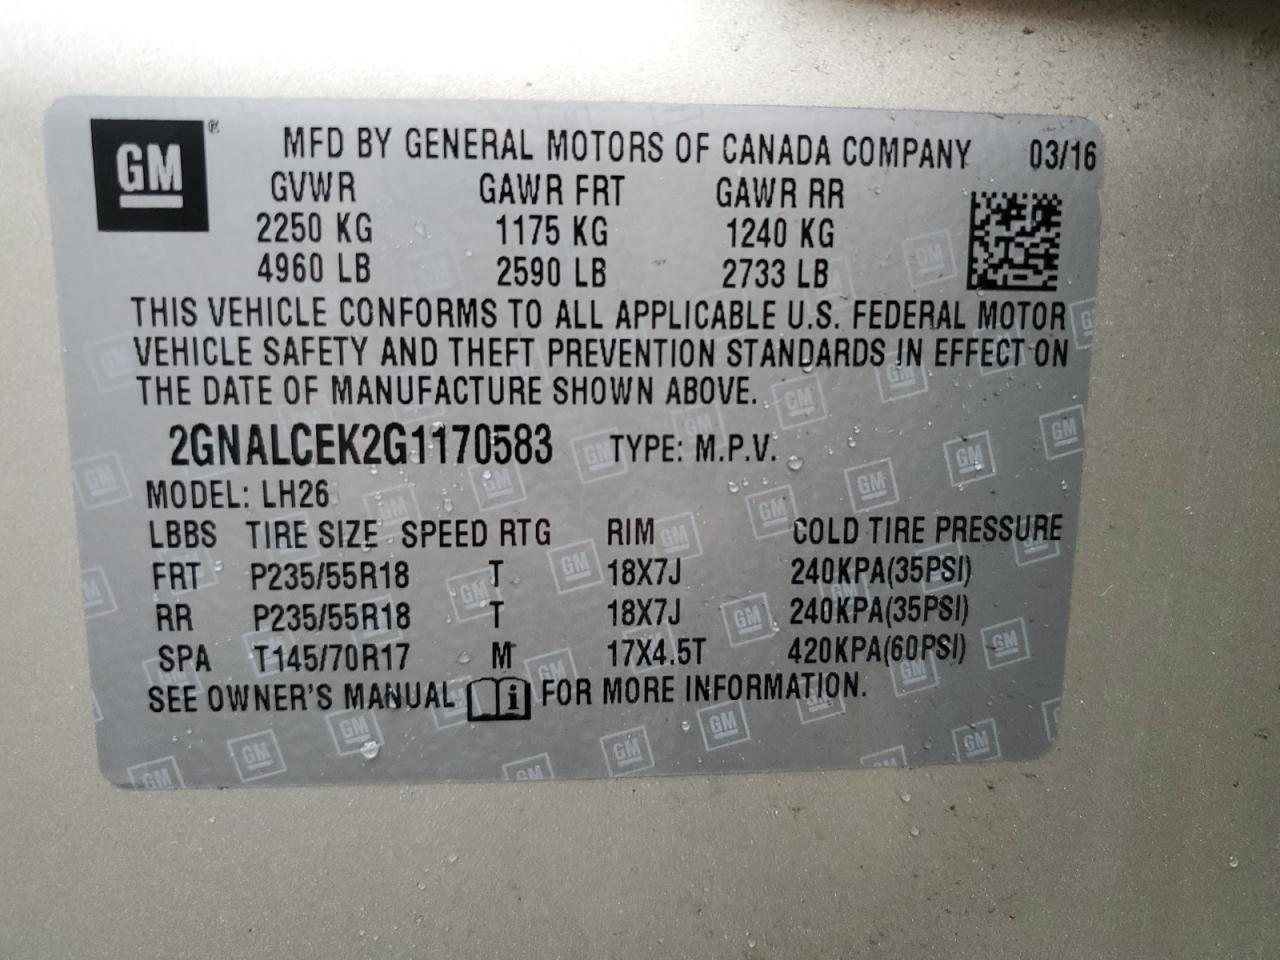 GM®
MFD BY GENERAL MOTORS OF CANADA COMPANY 03/16
GVWR GAWR FRT GAWR RR
2250 KG 1175 KG 1240 KG
4960 LB 2590 LB 2733 LB
THIS VEHICLE CONFORMS TO ALL APPLICABLE U.S. FEDERAL MOTOR
VEHICLE SAFETY AND THEFT PREVENTION STANDARDS IN EFFECT ON
THE DATE OF MANUFACTURE SHOWN ABOVE.
2GNALCEK2G1170583 TYPE: M.P.V.
MODEL: LH26
LBBS TIRE SIZE SPEED RTG RIM COLD TIRE PRESSURE
FRT P235/55R18 T 18X7J 240KPA(35PSI)
RR P235/55R18 T 18X7J 240KPA(35PSI)
SPA T145/70R17 M 17X4.5T 420KPA(60PSI)
SEE OWNER'S MANUAL i FOR MORE INFORMATION.